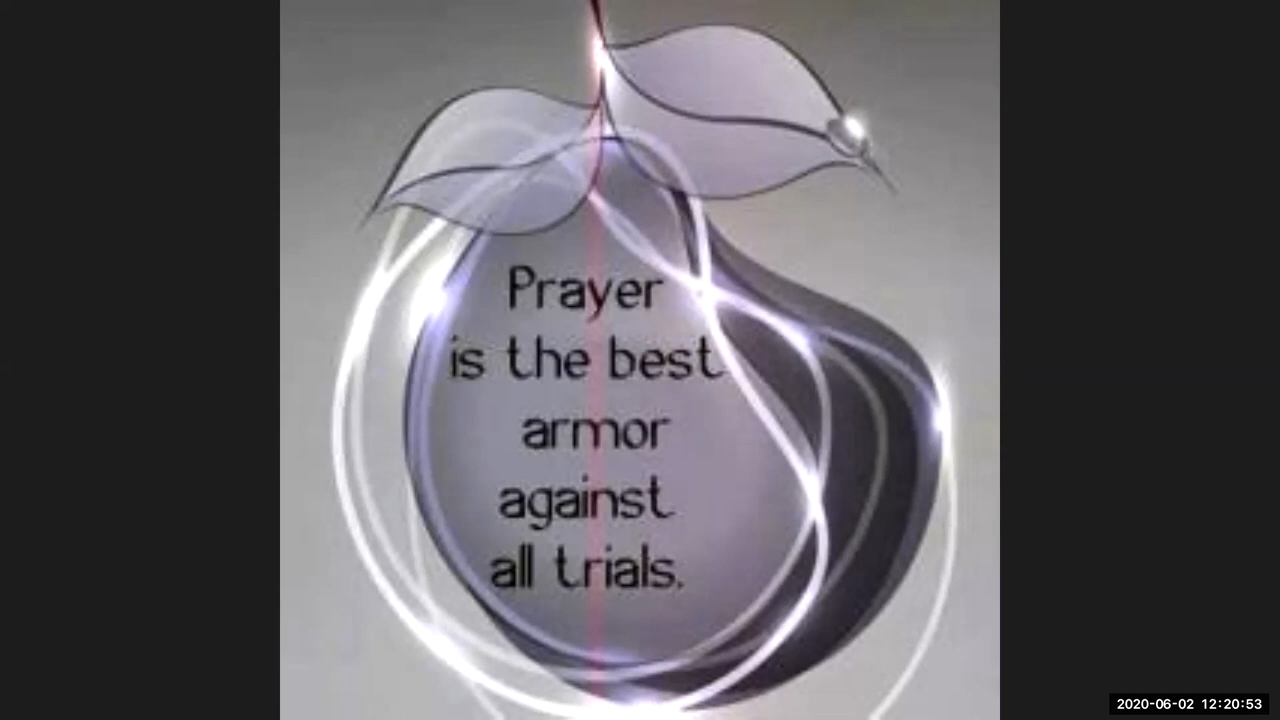 Prayer
is the best
armor
against
all trials.
2020-06-02 12:20:53